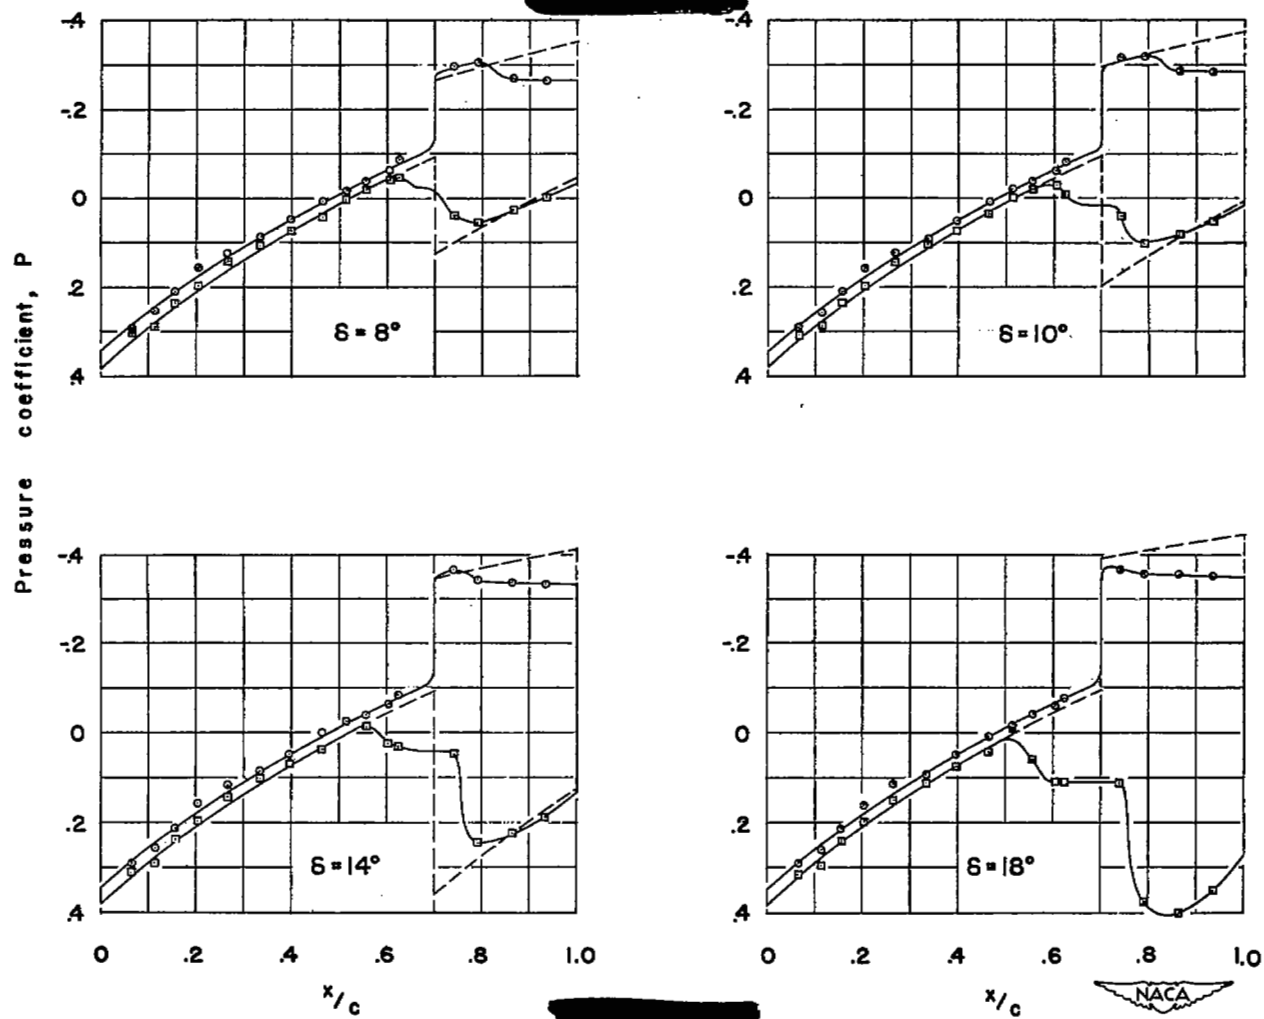 -.4
-.2
0
.2
.4
δ = 8°
-.4
-.2
0
.2
.4
δ = 10°
Pressure coefficient, P
-.4
-.2
0
.2
.4
δ = 14°
0 .2 .4 .6 .8 1.0
x/c
-.4
-.2
0
.2
.4
δ = 18°
0 .2 .4 .6 .8 1.0
x/c
NACA